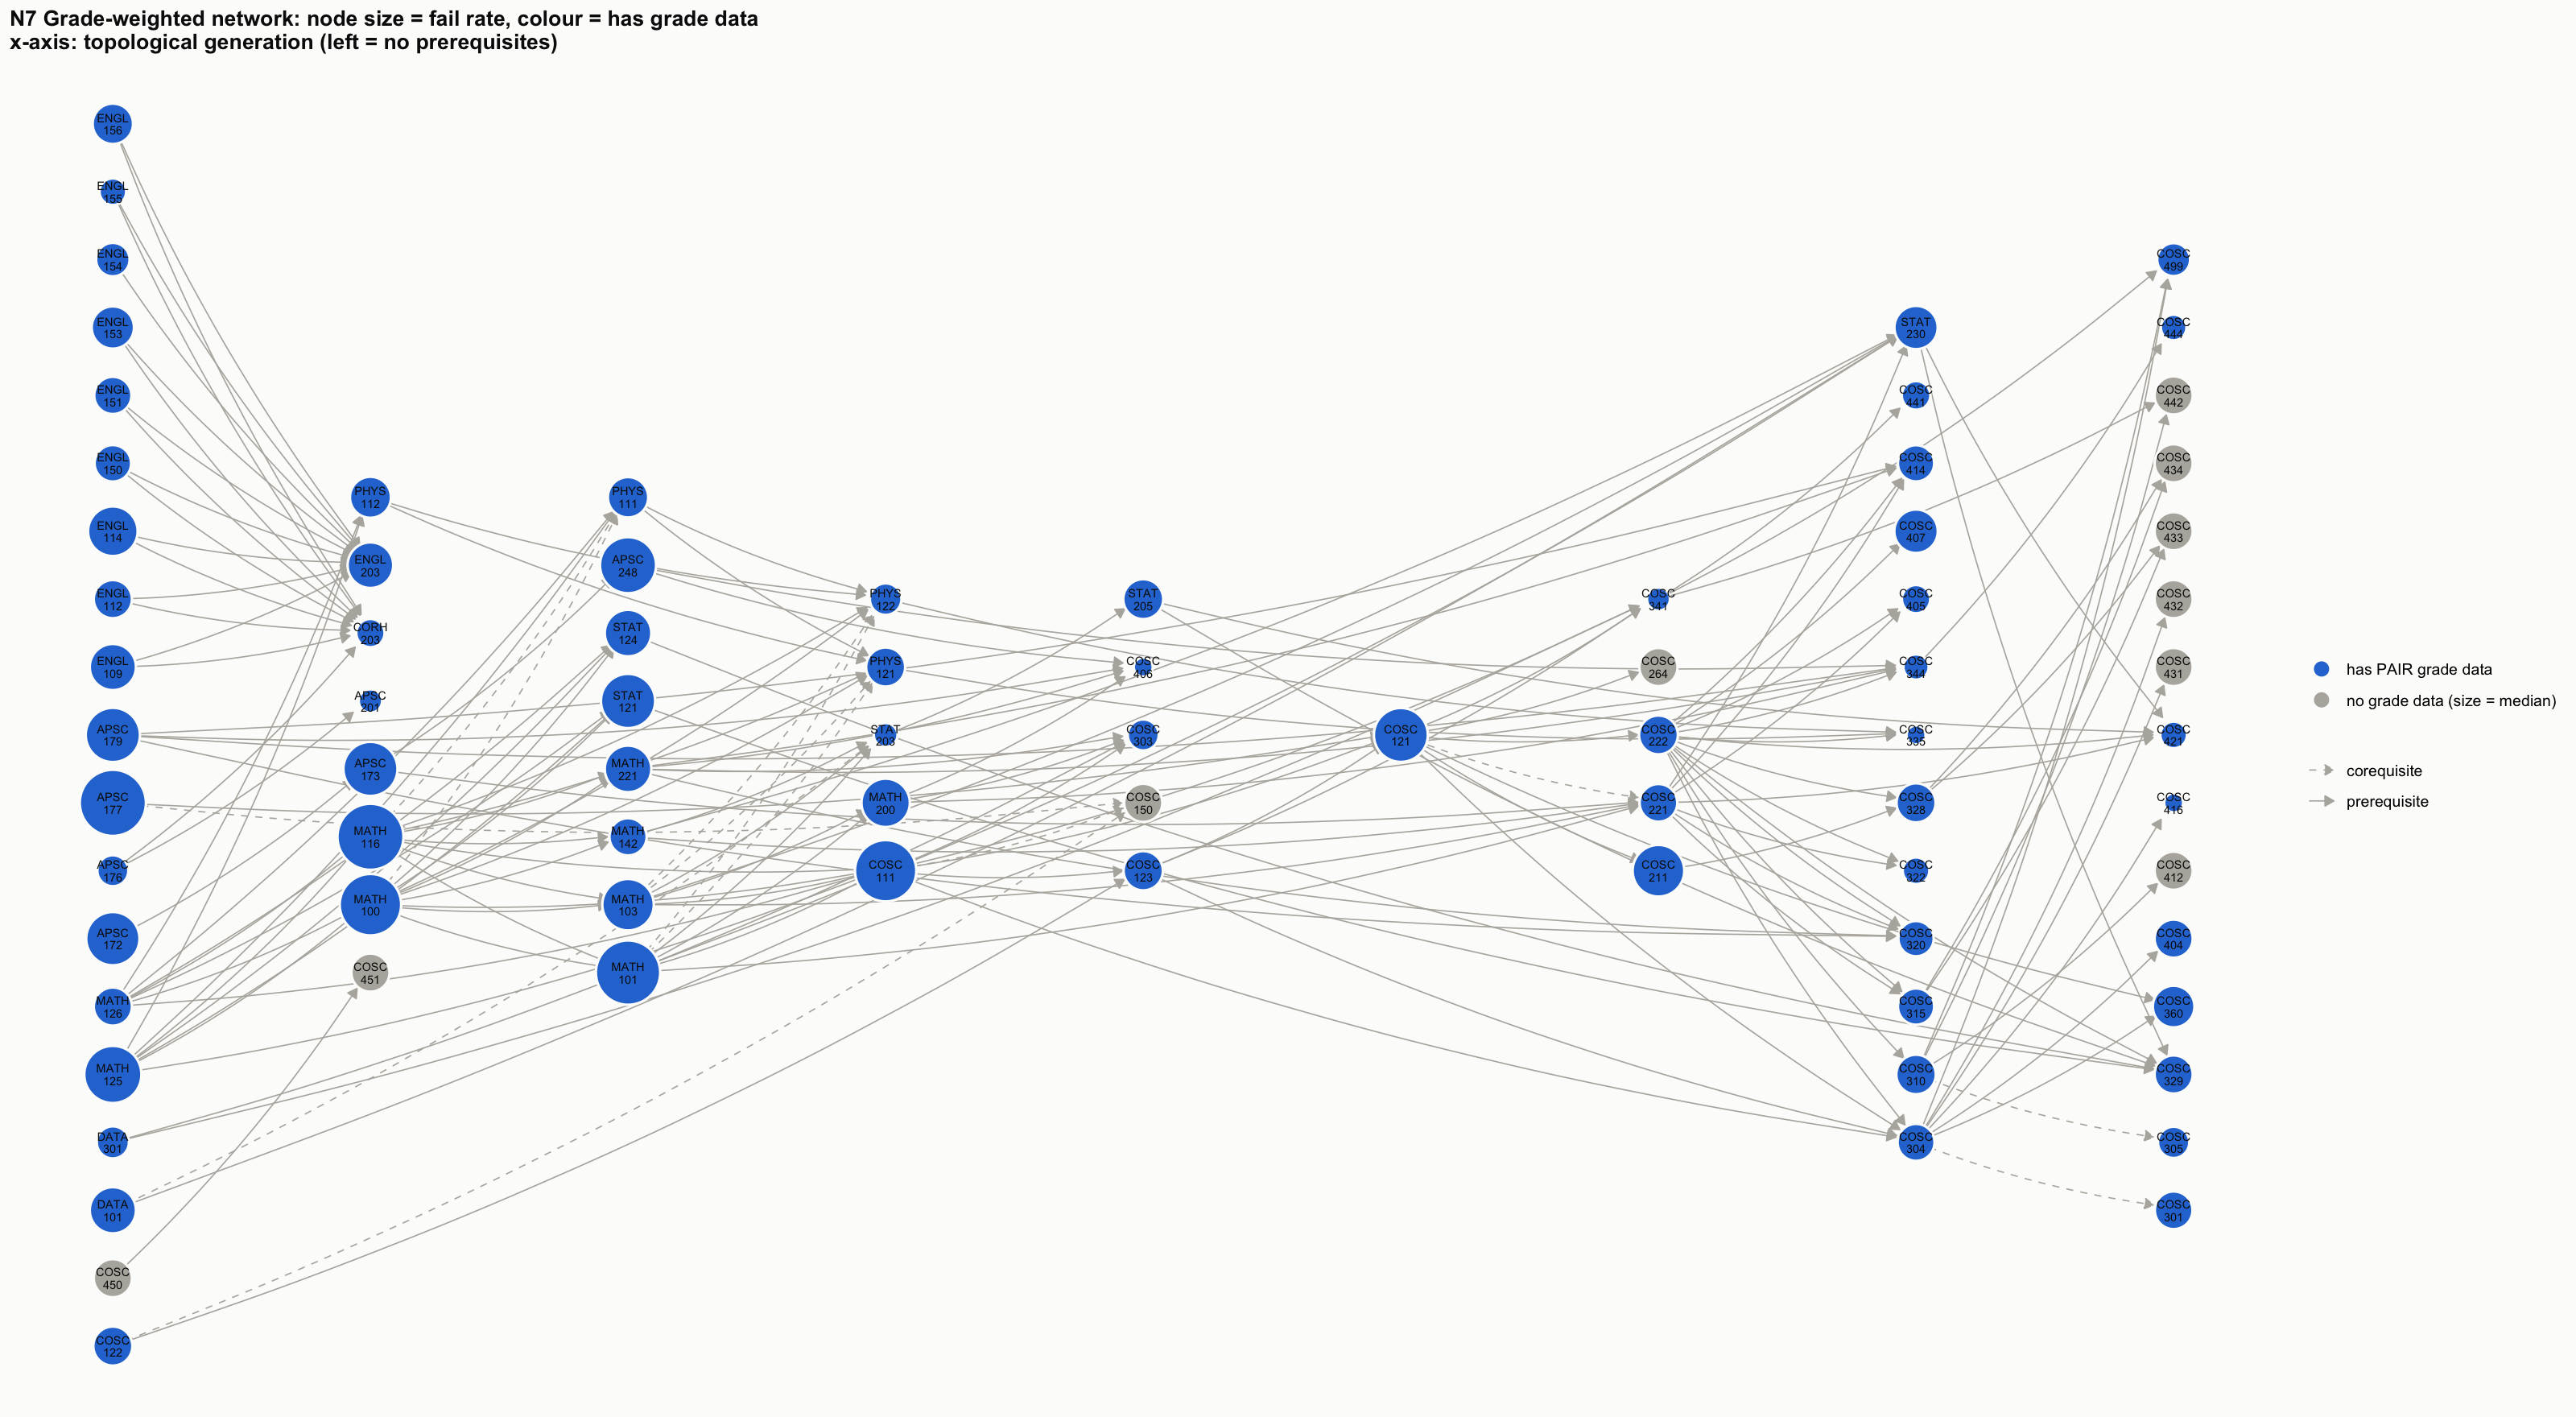 N7 Grade-weighted network: node size = fail rate, colour = has grade data
x-axis: topological generation (left = no prerequisites)
ENGL
156
ENGL
155
ENGL
154
ENGL
153
ENGL
151
ENGL
150
ENGL
114
ENGL
112
ENGL
109
APSC
179
APSC
177
APSC
176
APSC
172
MATH
126
MATH
125
DATA
301
DATA
101
COSC
450
COSC
122
PHYS
112
ENGL
203
CORH
203
APSC
201
APSC
173
MATH
116
MATH
100
COSC
451
PHYS
111
APSC
248
STAT
124
STAT
121
MATH
221
MATH
142
MATH
103
MATH
101
PHYS
122
PHYS
121
STAT
203
MATH
200
COSC
111
STAT
205
COSC
406
COSC
303
COSC
150
COSC
123
COSC
121
COSC
341
COSC
264
COSC
222
COSC
221
COSC
211
STAT
230
COSC
441
COSC
414
COSC
407
COSC
405
COSC
344
COSC
335
COSC
328
COSC
322
COSC
320
COSC
315
COSC
310
COSC
304
COSC
499
COSC
444
COSC
442
COSC
434
COSC
433
COSC
432
COSC
431
COSC
421
COSC
416
COSC
412
COSC
404
COSC
360
COSC
329
COSC
305
COSC
301
has PAIR grade data
no grade data (size = median)
corequisite
prerequisite